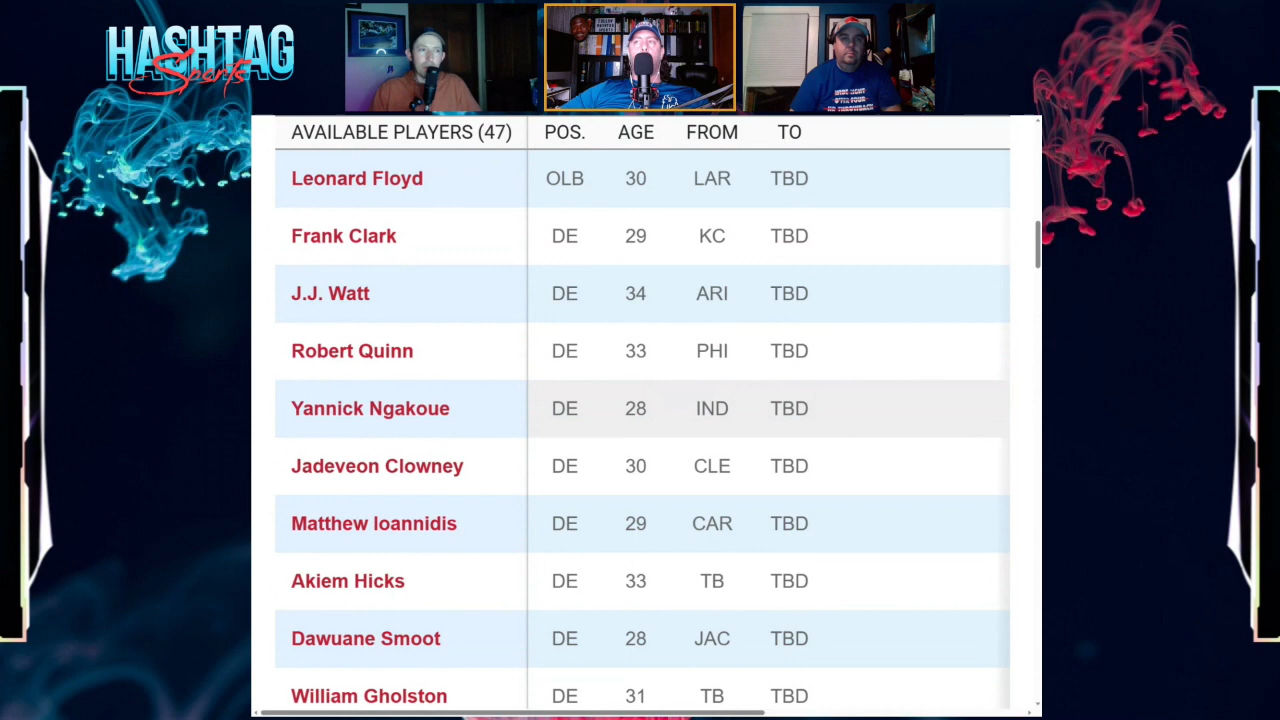 HASHTAG
Sports
AVAILABLE PLAYERS (47) POS. AGE FROM TO
Leonard Floyd OLB 30 LAR TBD
Frank Clark DE 29 KC TBD
J.J. Watt DE 34 ARI TBD
Robert Quinn DE 33 PHI TBD
Yannick Ngakoue DE 28 IND TBD
Jadeveon Clowney DE 30 CLE TBD
Matthew Ioannidis DE 29 CAR TBD
Akiem Hicks DE 33 TB TBD
Dawuane Smoot DE 28 JAC TBD
William Gholston DE 31 TB TBD